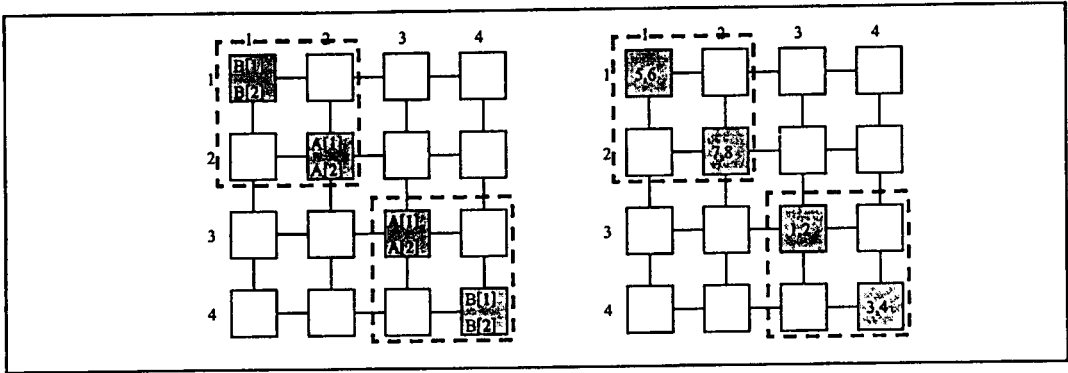 1 2 3 4
1 B[1]
B[2]
2 A[1]
A[2]
3 A[1]
A[2]
4 B[1]
B[2]
1 2 3 4
1 5,6
2 7,8
3 1,2
4 3,4